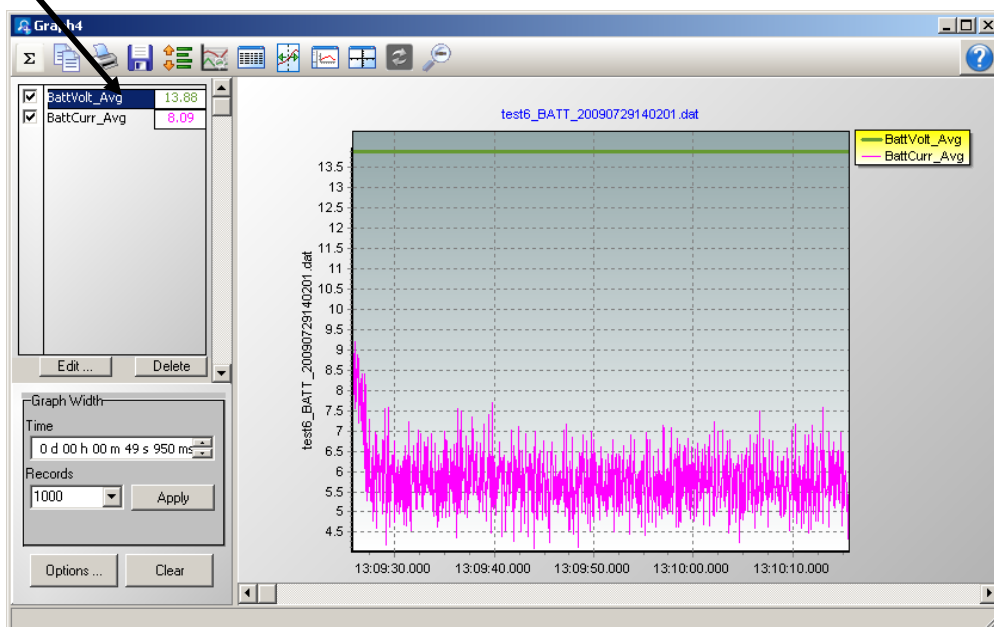 Graph4
Σ
?
BattVolt_Avg 13.88
BattCurr_Avg 8.09
Edit ... Delete
Graph Width
Time
0 d 00 h 00 m 49 s 950 ms
Records
1000 Apply
Options ... Clear
test6_BATT_20090729140201.dat
BattVolt_Avg
BattCurr_Avg
test6_BATT_20090729140201.dat
13.5
13
12.5
12
11.5
11
10.5
10
9.5
9
8.5
8
7.5
7
6.5
6
5.5
5
4.5
13:09:30.000 13:09:40.000 13:09:50.000 13:10:00.000 13:10:10.000